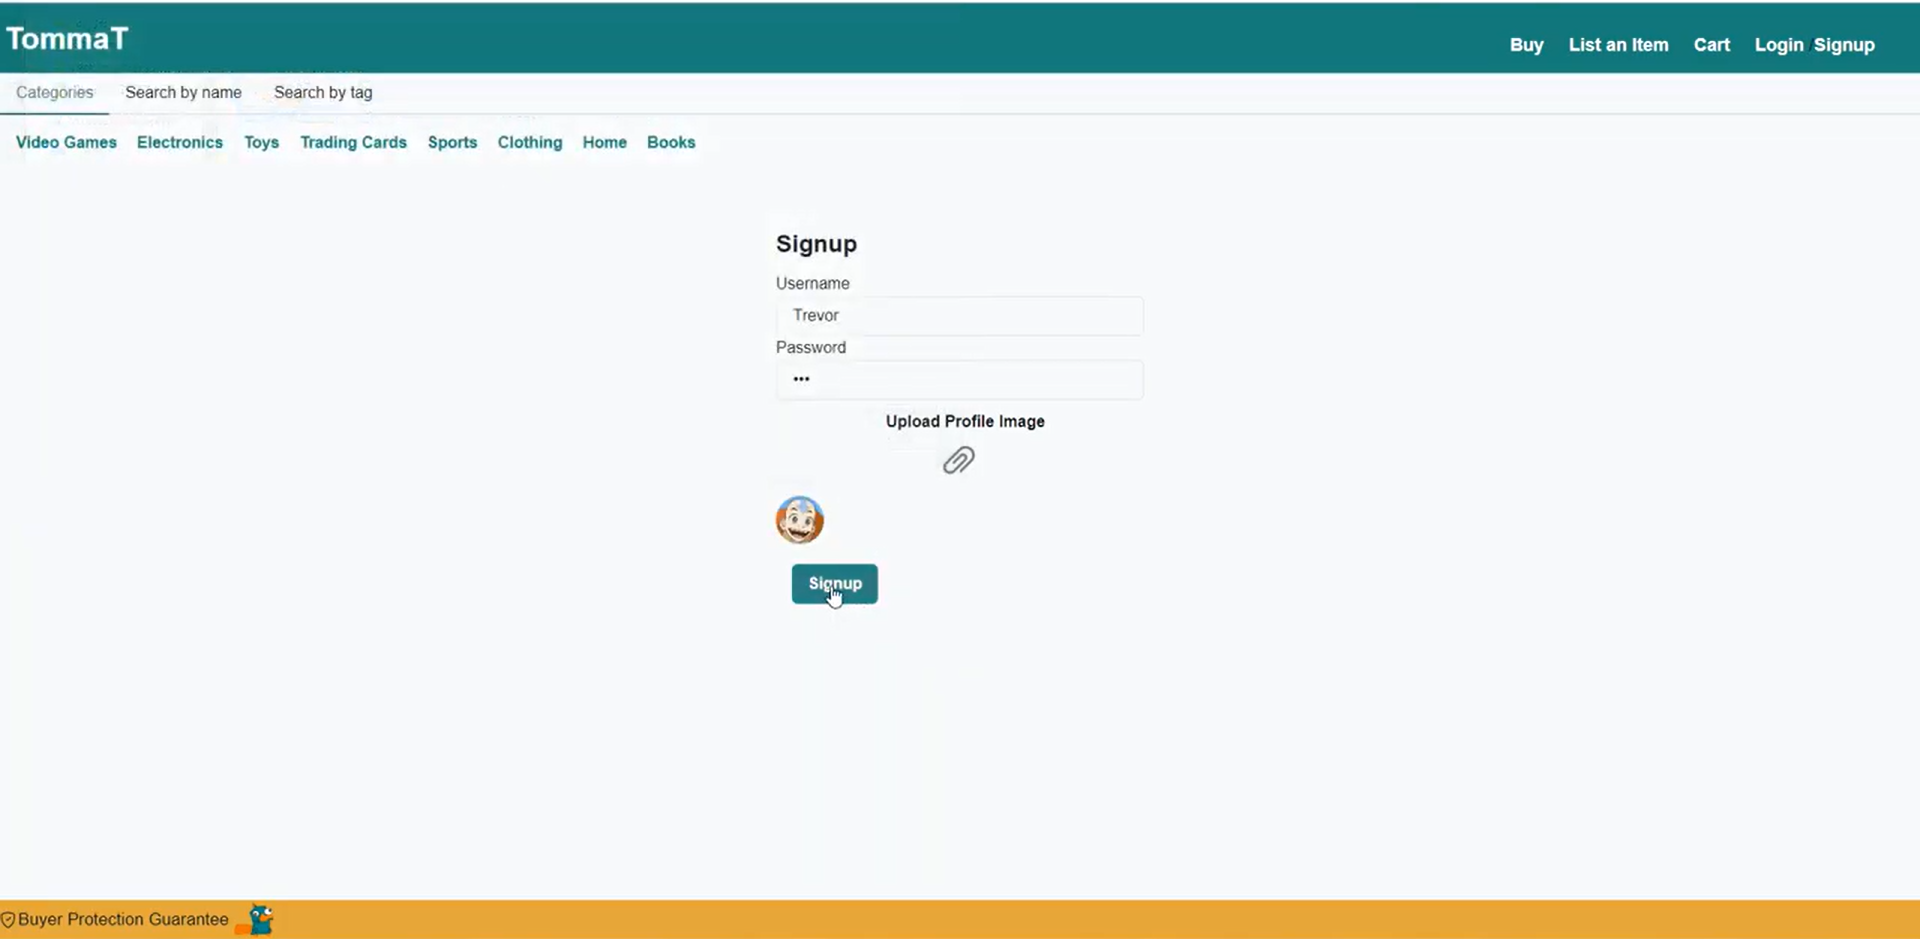 TommaT
Buy List an Item Cart Login / Signup
Categories Search by name Search by tag
Video Games Electronics Toys Trading Cards Sports Clothing Home Books
Signup
Username
Trevor
Password
•••
Upload Profile Image
Signup
Buyer Protection Guarantee